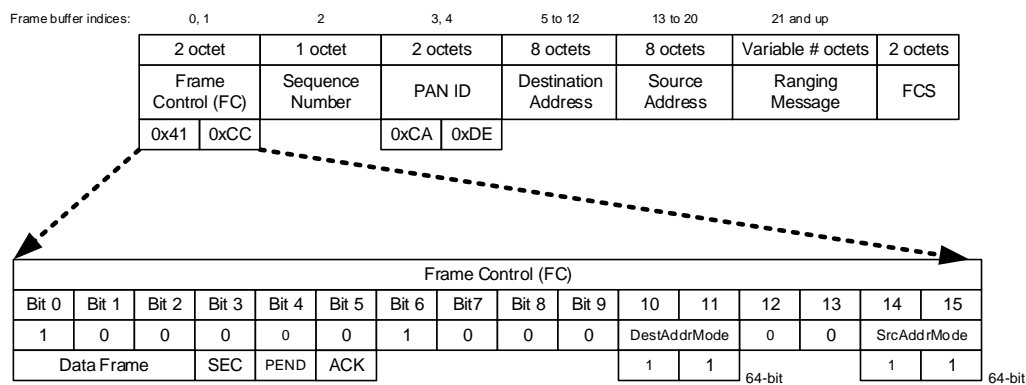 Frame buffer indices: 0, 1 2 3, 4 5 to 12 13 to 20 21 and up
2 octet 1 octet 2 octets 8 octets 8 octets Variable # octets 2 octets
Frame Control (FC) Sequence Number PAN ID Destination Address Source Address Ranging Message FCS
0x41 0xCC 0xCA 0xDE
Frame Control (FC)
Bit 0 Bit 1 Bit 2 Bit 3 Bit 4 Bit 5 Bit 6 Bit7 Bit 8 Bit 9 10 11 12 13 14 15
1 0 0 0 0 0 1 0 0 0 DestAddrMode 0 0 SrcAddrMode
Data Frame SEC PEND ACK 1 1 64-bit 1 1 64-bit